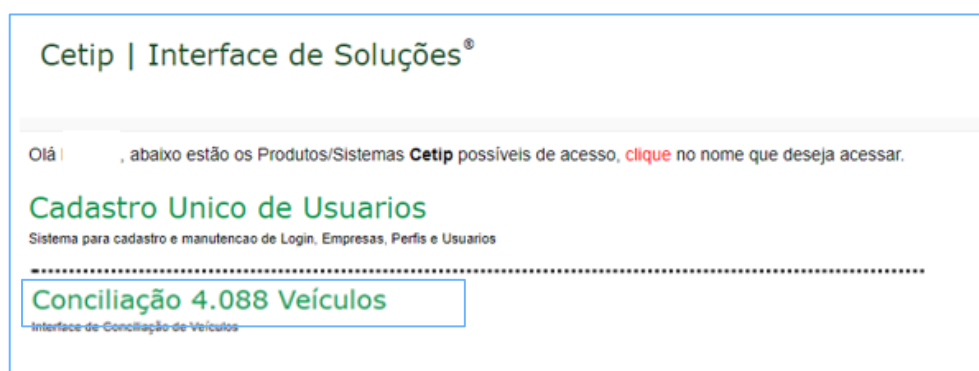 Cetip | Interface de Soluções®
Olá , abaixo estão os Produtos/Sistemas Cetip possíveis de acesso, clique no nome que deseja acessar.
Cadastro Unico de Usuarios
Sistema para cadastro e manutencao de Login, Empresas, Perfis e Usuarios
Conciliação 4.088 Veículos
Interface de Conciliação de Veículos